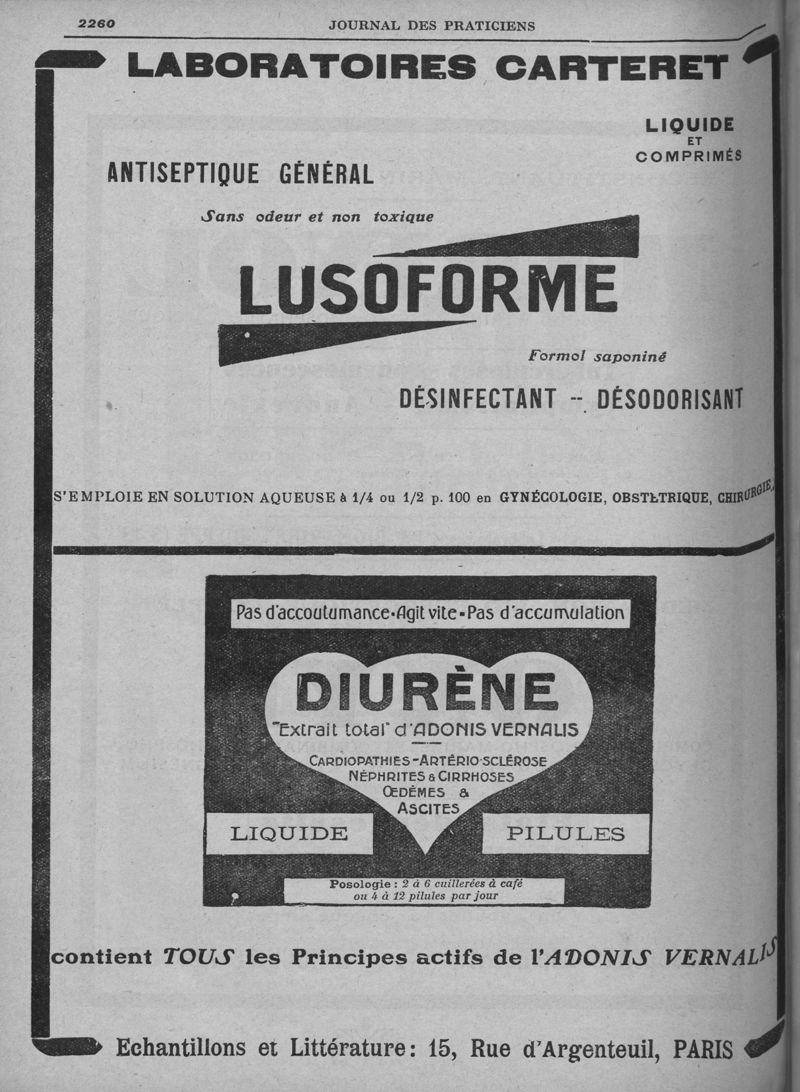 2260
JOURNAL DES PRATICIENS
LABORATOIRES CARTERET
LIQUIDE
ET
COMPRIMÉS
ANTISEPTIQUE GÉNÉRAL
Sans odeur et non toxique
LUSOFORME
Formol saponiné
DÉSINFECTANT -- DÉSODORISANT
S'EMPLOIE EN SOLUTION AQUEUSE à 1/4 ou 1/2 p. 100 en GYNÉCOLOGIE, OBSTÉTRIQUE, CHIRURGIE,
Pas d'accoutumance·Agit vite-Pas d'accumulation
DIURÈNE
"Extrait total" d'ADONIS VERNALIS
CARDIOPATHIES-ARTÉRIO-SCLÉROSE
NÉPHRITES & CIRRHOSES
ŒDÈMES &
ASCITES
LIQUIDE
PILULES
Posologie : 2 à 6 cuillerées à café
ou 4 à 12 pilules par jour
contient TOUS les Principes actifs de l'ADONIS VERNALIS
Echantillons et Littérature: 15, Rue d'Argenteuil, PARIS